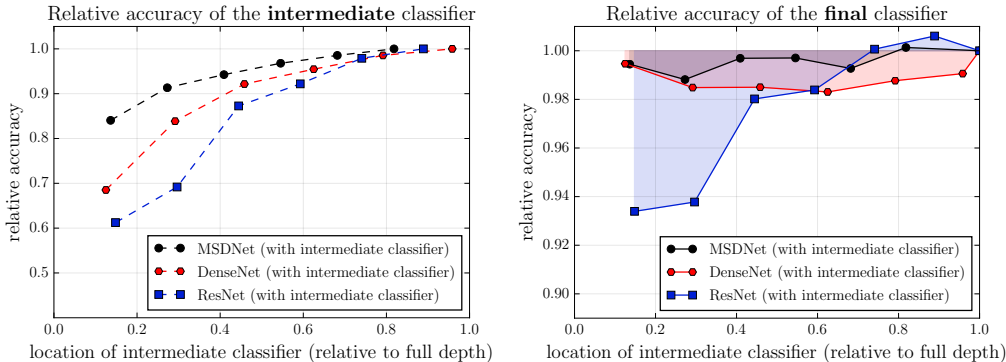 Relative accuracy of the intermediate classifier
1.0
0.9
0.8
0.7
0.6
0.5
relative accuracy
MSDNet (with intermediate classifier)
DenseNet (with intermediate classifier)
ResNet (with intermediate classifier)
0.0 0.2 0.4 0.6 0.8 1.0
location of intermediate classifier (relative to full depth)
Relative accuracy of the final classifier
1.00
0.98
0.96
0.94
0.92
0.90
relative accuracy
MSDNet (with intermediate classifier)
DenseNet (with intermediate classifier)
ResNet (with intermediate classifier)
0.0 0.2 0.4 0.6 0.8 1.0
location of intermediate classifier (relative to full depth)